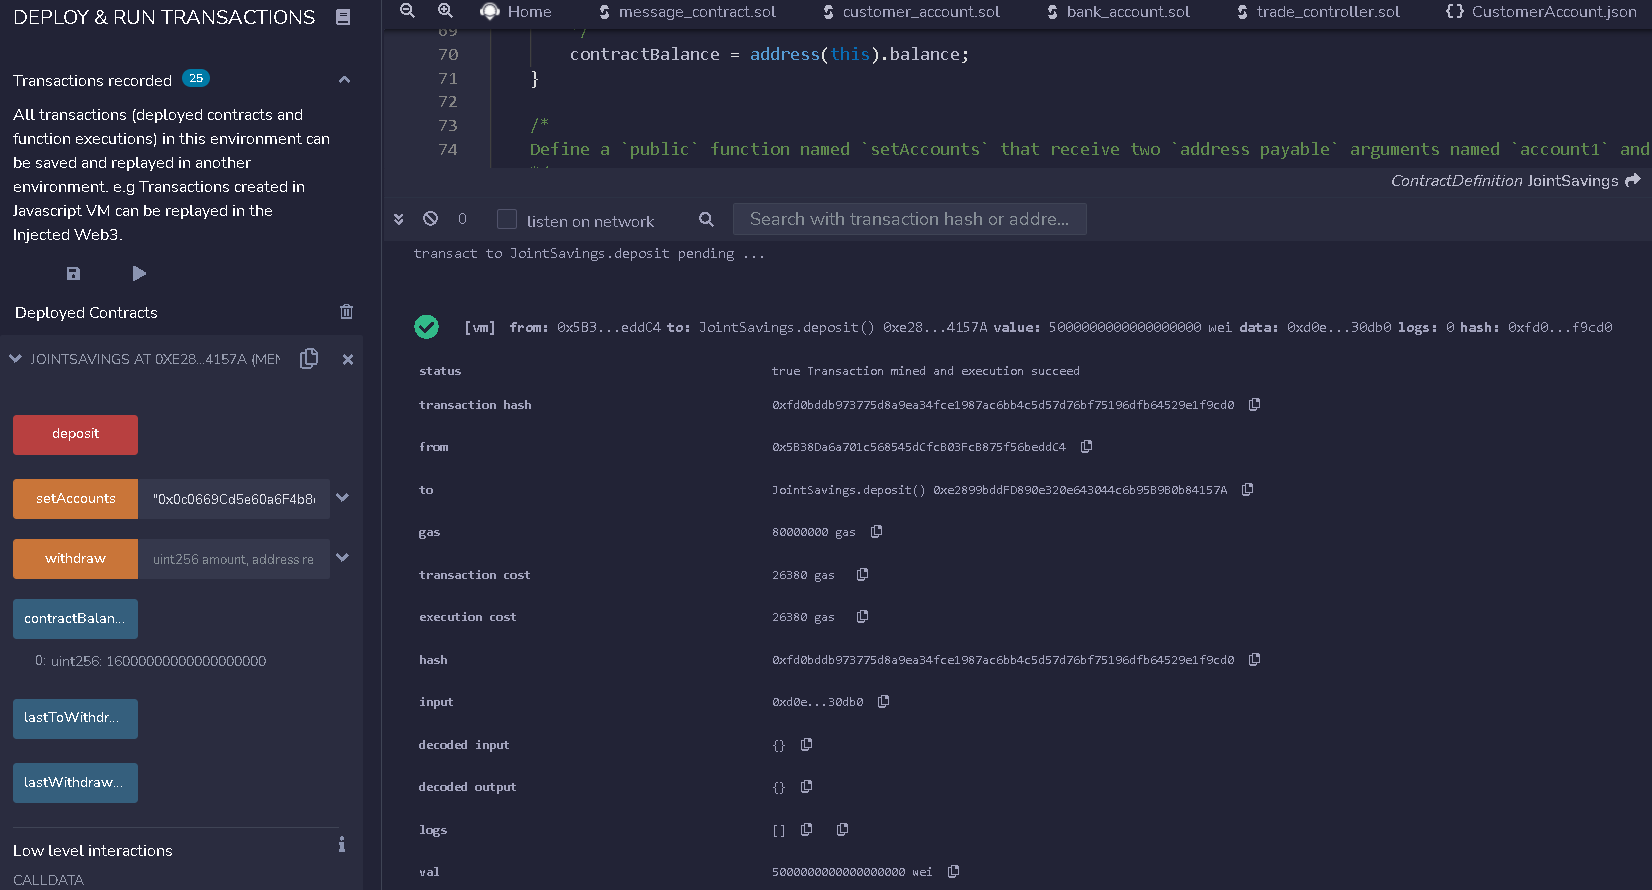 DEPLOY & RUN TRANSACTIONS
Transactions recorded 25
All transactions (deployed contracts and
function executions) in this environment can
be saved and replayed in another
environment. e.g Transactions created in
Javascript VM can be replayed in the
Injected Web3.
Deployed Contracts
JOINTSAVINGS AT 0XE28...4157A (MEM
deposit
setAccounts "0x0c0669Cd5e60a6F4b8
withdraw uint256 amount, address re
contractBalan...
0: uint256: 16000000000000000000
lastToWithdr...
lastWithdraw...
Low level interactions
CALLDATA
Home message_contract.sol customer_account.sol bank_account.sol trade_controller.sol {} CustomerAccount.json
69 */
70 contractBalance = address(this).balance;
71 }
72
73 /*
74 Define a `public` function named `setAccounts` that receive two `address payable` arguments named `account1` and
ContractDefinition JointSavings
0 listen on network Search with transaction hash or addre...
transact to JointSavings.deposit pending ...
[vm] from: 0x5B3...eddC4 to: JointSavings.deposit() 0xe28...4157A value: 5000000000000000000 wei data: 0xd0e...30db0 logs: 0 hash: 0xfd0...f9cd0
status true Transaction mined and execution succeed
transaction hash 0xfd0bddb973775d8a9ea34fce1987ac6bb4c5d57d76bf75196dfb64529e1f9cd0
from 0x5B38Da6a701c568545dCfcB03FcB875f56beddC4
to JointSavings.deposit() 0xe2899bddFD890e320e643044c6b95B9B0b84157A
gas 80000000 gas
transaction cost 26380 gas
execution cost 26380 gas
hash 0xfd0bddb973775d8a9ea34fce1987ac6bb4c5d57d76bf75196dfb64529e1f9cd0
input 0xd0e...30db0
decoded input {}
decoded output {}
logs []
val 5000000000000000000 wei